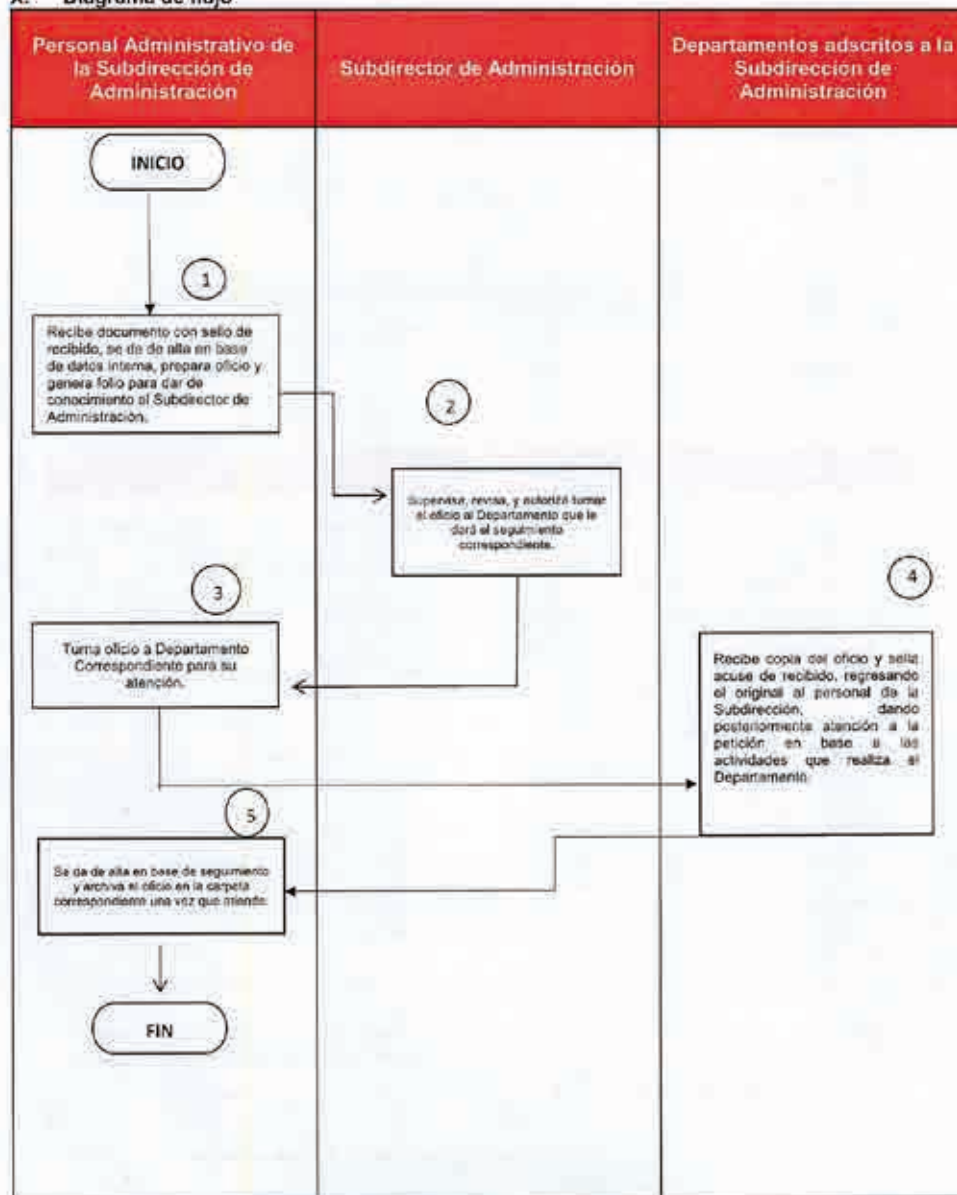 X. Diagrama de flujo
Personal Administrativo de
la Subdirección de
Administración
Subdirector de Administración
Departamentos adscritos a la
Subdirección de
Administración
INICIO
1
Recibe documento con sello de
recibido, se da de alta en base
de datos interna, prepara oficio y
genera folio para dar de
conocimiento al Subdirector de
Administración.
2
Supervisa, revisa, y autoriza turnar
el oficio al Departamento que le
dará el seguimiento
correspondiente.
3
Turna oficio a Departamento
Correspondiente para su
atención.
4
Recibe copia del oficio y sella
acuse de recibido, regresando
el original al personal de la
Subdirección, dando
posteriormente atención a la
petición en base a las
actividades que realiza el
Departamento.
5
Se da de alta en base de seguimiento
y archiva el oficio en la carpeta
correspondiente una vez que atiende.
FIN